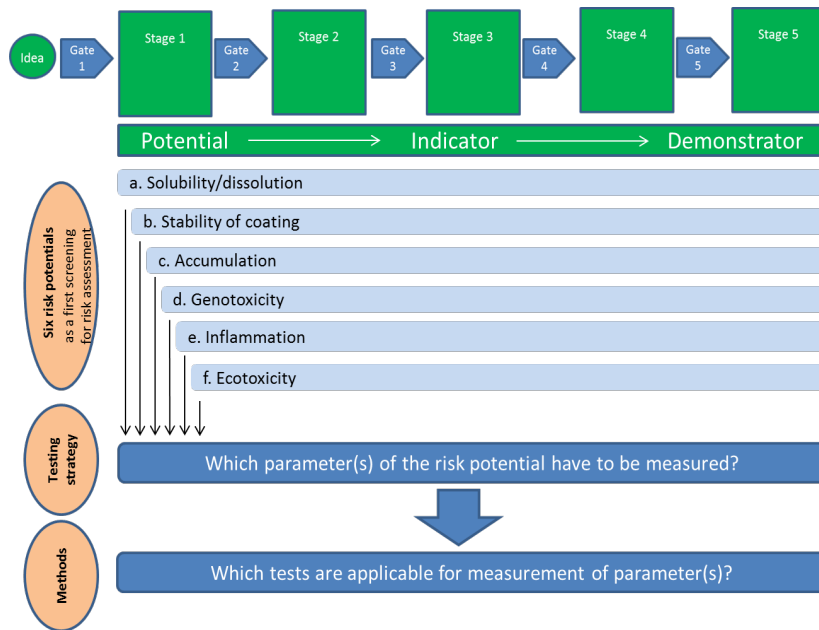 Idea
Gate
1
Stage 1
Gate
2
Stage 2
Gate
3
Stage 3
Gate
4
Stage 4
Gate
5
Stage 5
Potential
Indicator
Demonstrator
Six risk potentials
as a first screening
for risk assessment
a. Solubility/dissolution
b. Stability of coating
c. Accumulation
d. Genotoxicity
e. Inflammation
f. Ecotoxicity
Testing
strategy
Which parameter(s) of the risk potential have to be measured?
Methods
Which tests are applicable for measurement of parameter(s)?